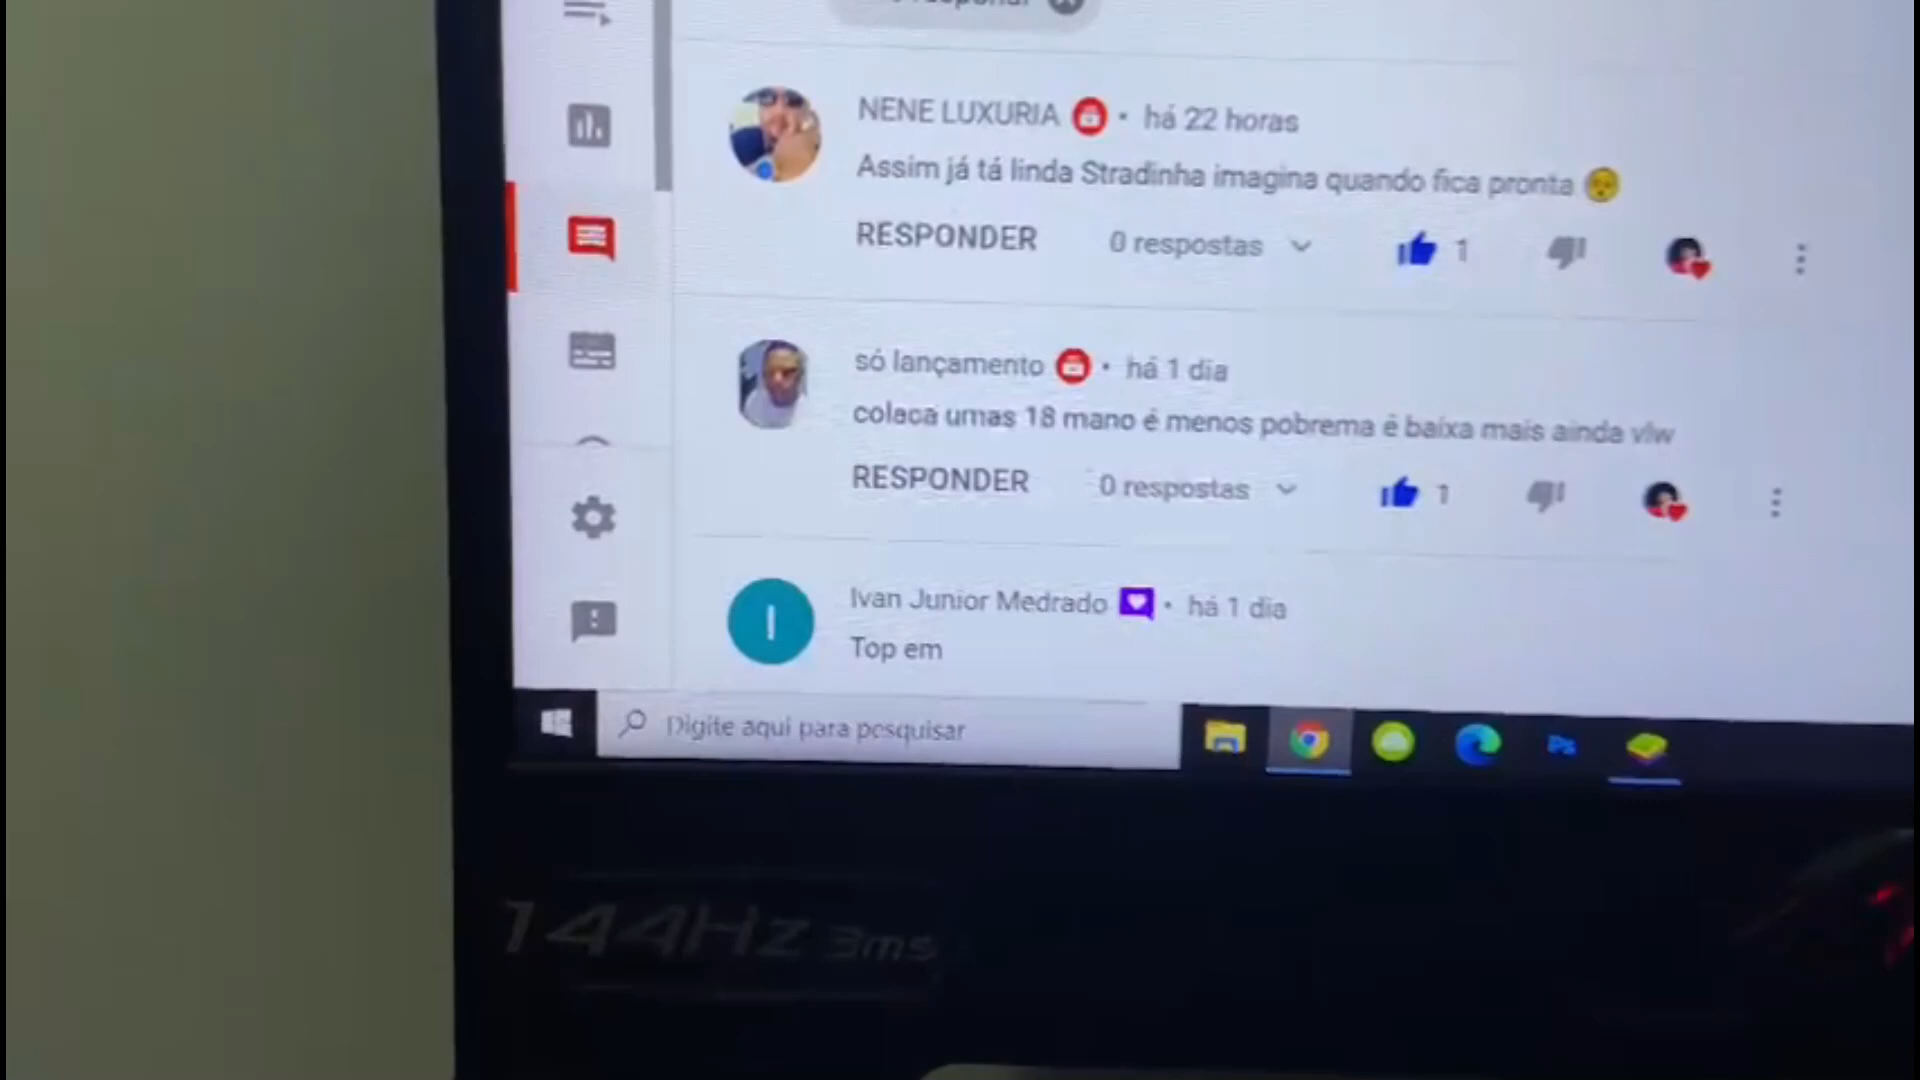 NENE LUXURIA • há 22 horas
Assim já tá linda Stradinha imagina quando fica pronta
RESPONDER 0 respostas 1
só lançamento • há 1 dia
colaca umas 18 mano é menos pobrema é baixa mais ainda vlw
RESPONDER 0 respostas 1
I
Ivan Junior Medrado • há 1 dia
Top em
Digite aqui para pesquisar
Ps
144Hz 3ms